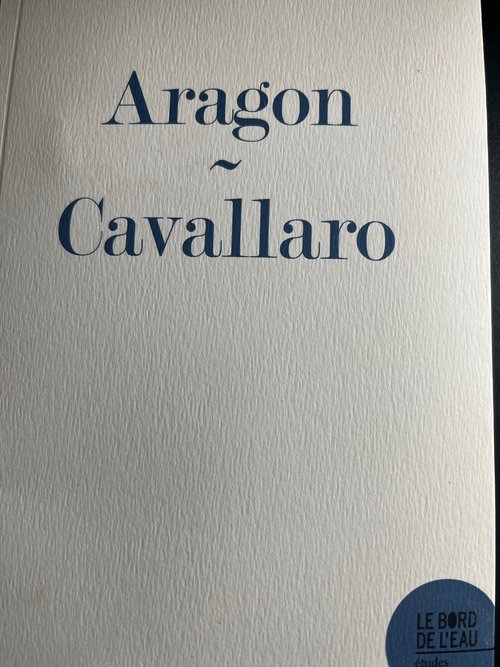 Aragon
~
Cavallaro
LE BORD
DE L'EAU
études